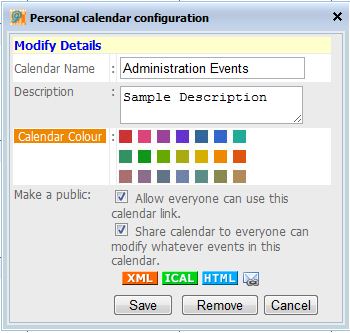 Personal calendar configuration
Modify Details
Calendar Name : Administration Events
Description : Sample Description
Calendar Colour :
Make a public:
Allow everyone can use this
calendar link.
Share calendar to everyone can
modify whatever events in this
calendar.
XML ICAL HTML
Save Remove Cancel